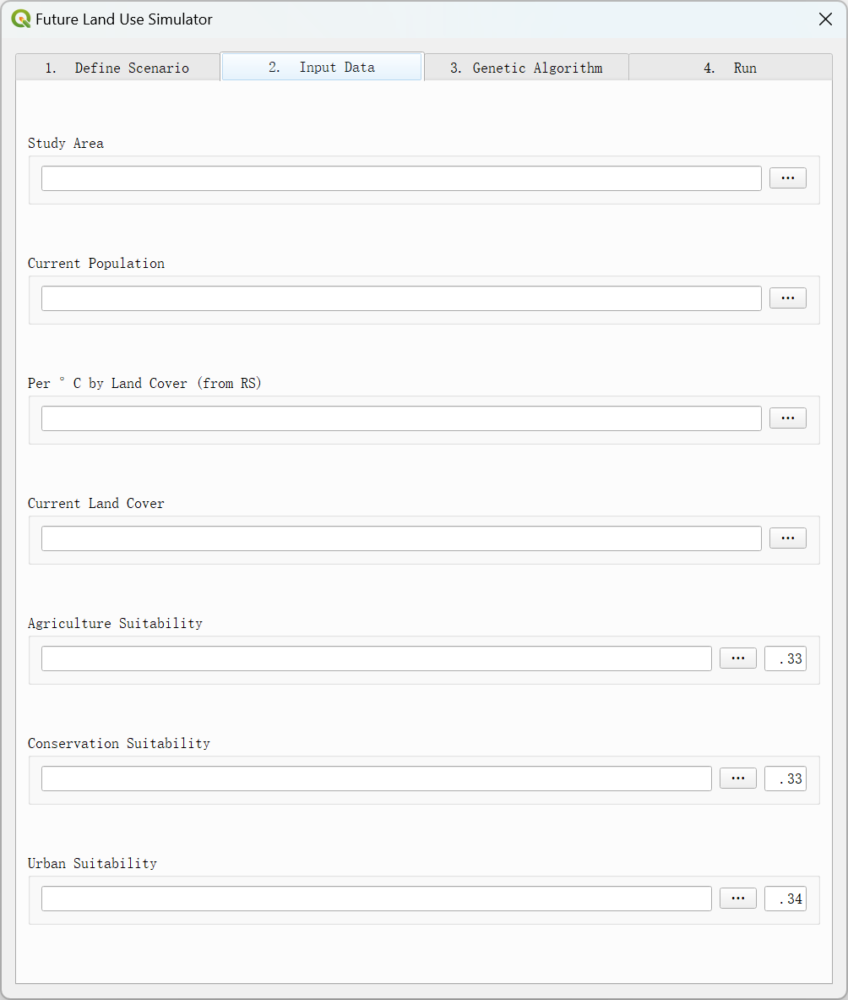 Future Land Use Simulator
1. Define Scenario
2. Input Data
3. Genetic Algorithm
4. Run
Study Area
...
Current Population
...
Per ° C by Land Cover (from RS)
...
Current Land Cover
...
Agriculture Suitability
... .33
Conservation Suitability
... .33
Urban Suitability
... .34